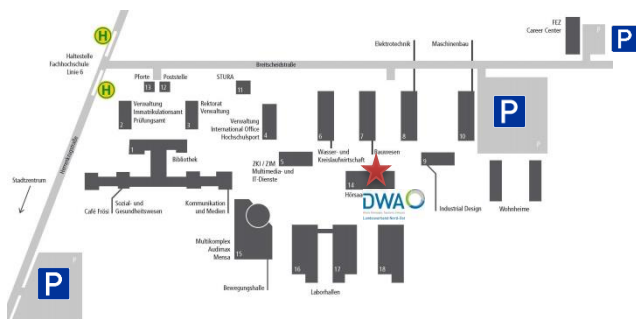 FEZ
Career Center
P
P
H
Haltestelle
Fachhochschule
Linie 6
Elektrotechnik
Maschinenbau
Breitscheidstraße
H
Pforte
Poststelle
STURA
13
12
11
P
P
Verwaltung
Immatrikulationsamt
Prüfungsamt
Rektorat
Verwaltung
2
3
4
6
7
8
10
Verwaltung
International Office
Hochschulsport
Herrenkrugstraße
1
Bibliothek
ZKI / ZIM
Multimedia- und
IT-Dienste
5
Wasser- und
Kreislaufwirtschaft
Bauwesen
9
Stadtzentrum
14
Hörsaal
DWA
Industrial Design
Wohnheime
Café Frösi
Sozial- und
Gesundheitswesen
Kommunikation
und Medien
Multikomplex
Audimax
Mensa
15
16
17
18
P
P
Bewegungshalle
Laborhallen